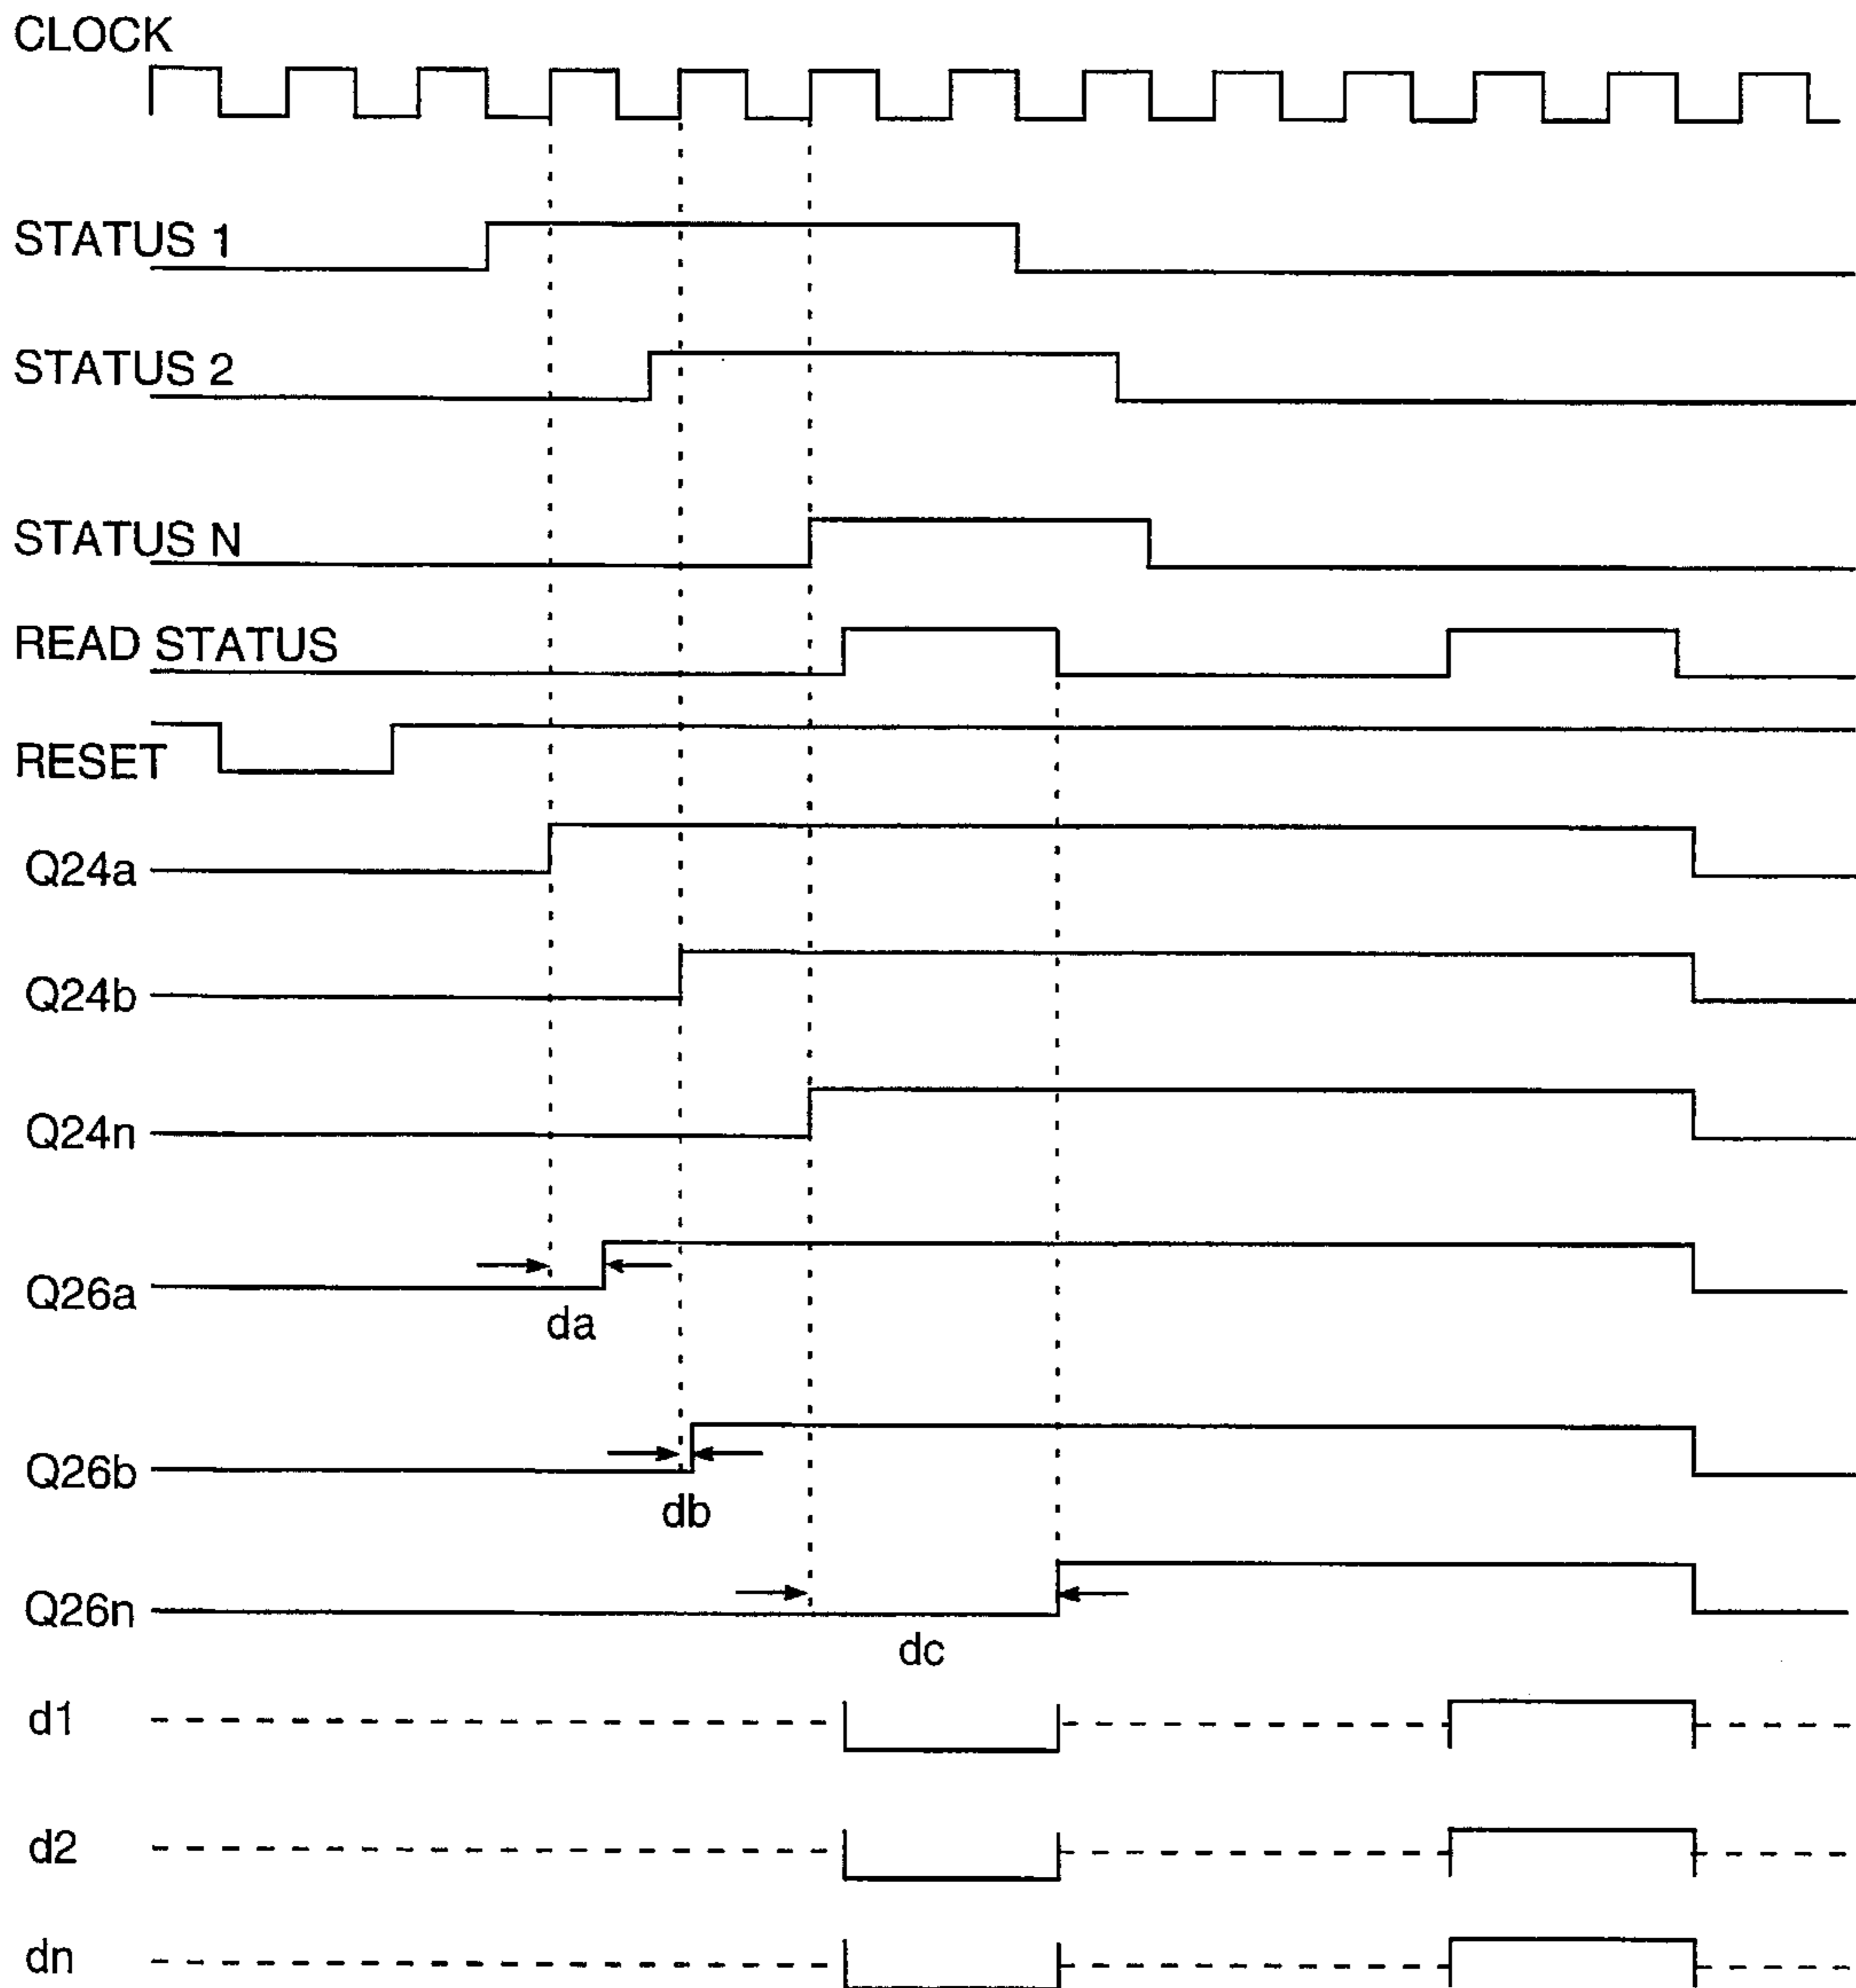 CLOCK
STATUS 1
STATUS 2
STATUS N
READ STATUS
RESET
Q24a
Q24b
Q24n
Q26a
da
Q26b
db
Q26n
dc
d1
d2
dn